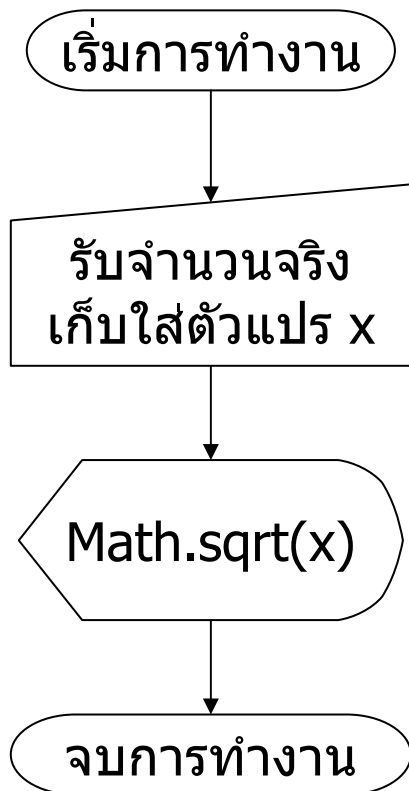 เริ่มการทำงาน
รับจำนวนจริง
เก็บใส่ตัวแปร x
Math.sqrt(x)
จบการทำงาน